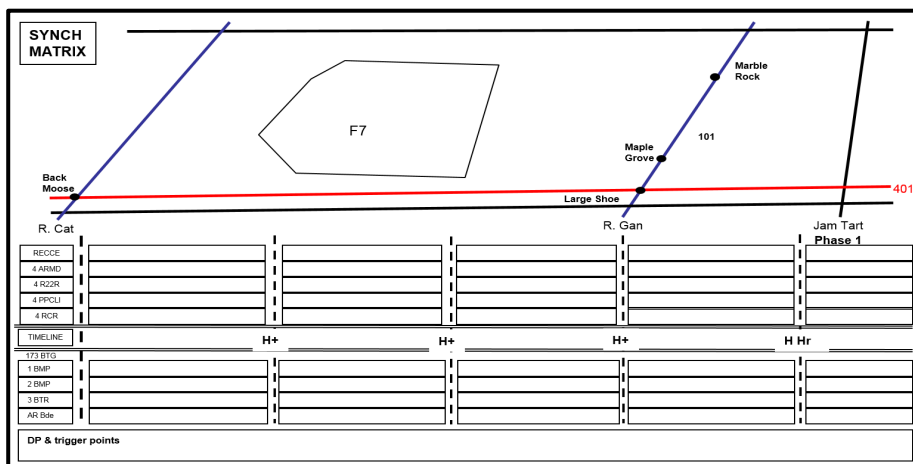 SYNCH
MATRIX
Marble
Rock
F7
101
Maple
Grove
Back
Moose
401
Large Shoe
R. Cat
R. Gan
Jam Tart
Phase 1
RECCE
4 ARMD
4 R22R
4 PPCLI
4 RCR
TIMELINE
H+
H+
H+
H Hr
173 BTG
1 BMP
2 BMP
3 BTR
AR Bde
DP & trigger points